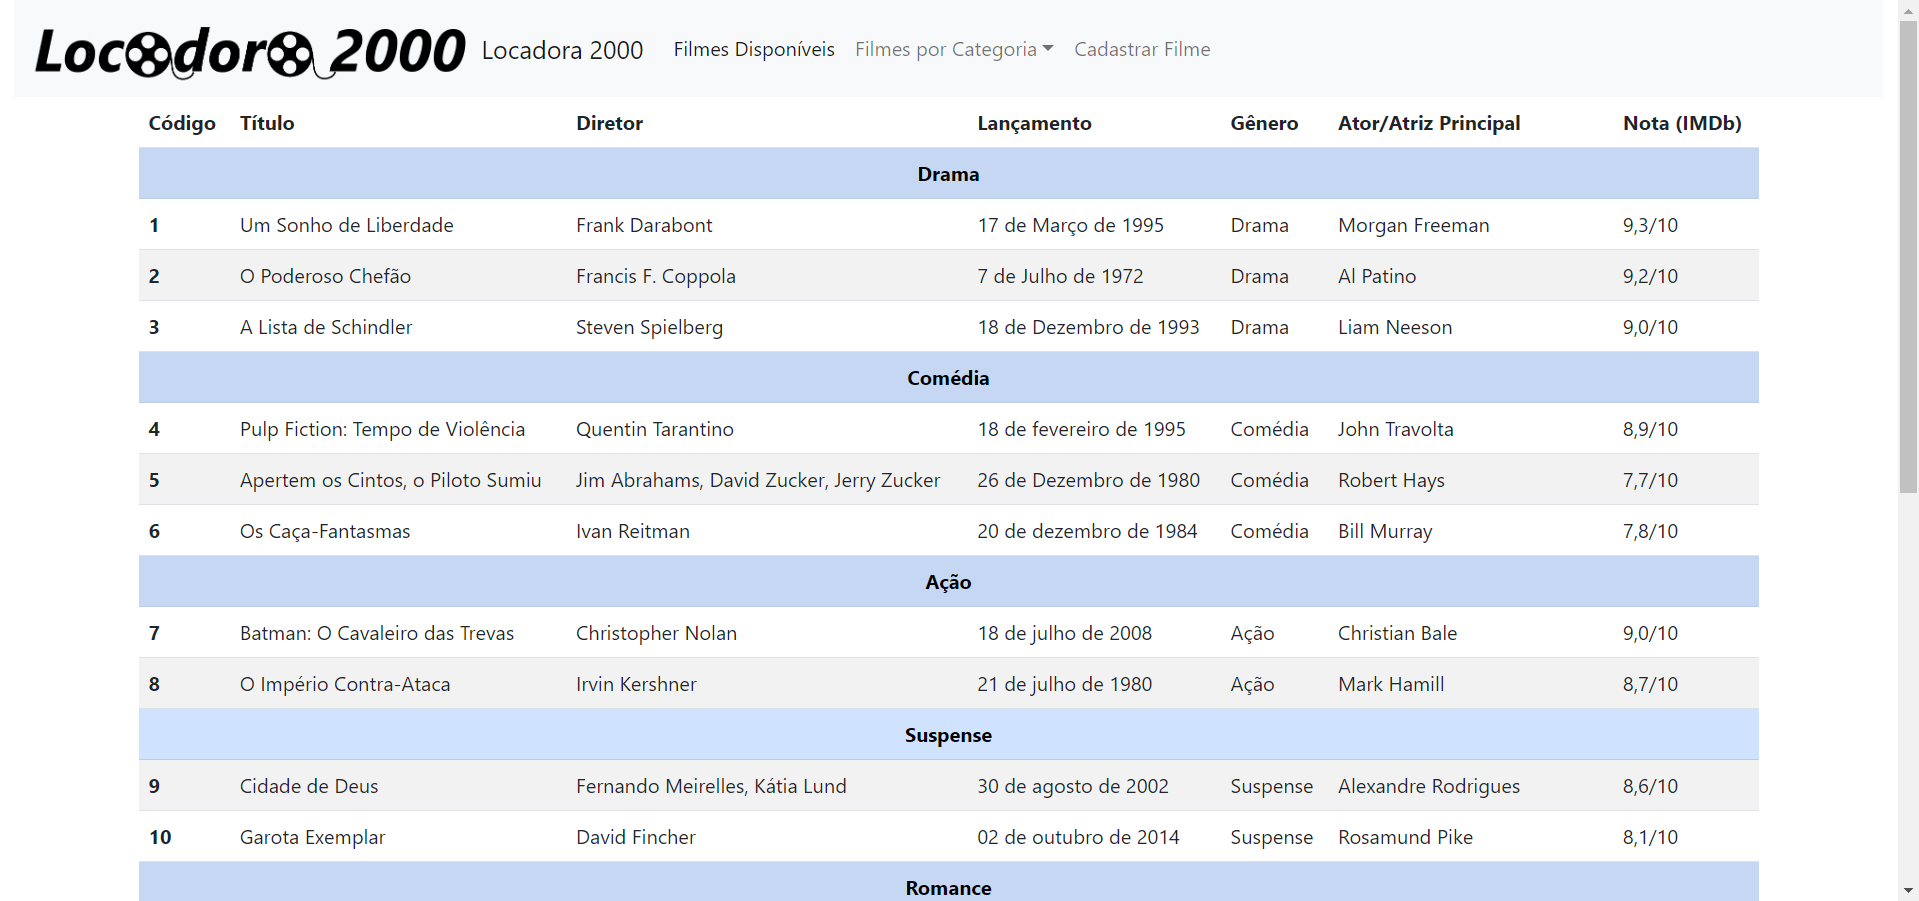 Locadora 2000 Locadora 2000 Filmes Disponíveis Filmes por Categoria Cadastrar Filme
Código Título Diretor Lançamento Gênero Ator/Atriz Principal Nota (IMDb)
Drama
1 Um Sonho de Liberdade Frank Darabont 17 de Março de 1995 Drama Morgan Freeman 9,3/10
2 O Poderoso Chefão Francis F. Coppola 7 de Julho de 1972 Drama Al Patino 9,2/10
3 A Lista de Schindler Steven Spielberg 18 de Dezembro de 1993 Drama Liam Neeson 9,0/10
Comédia
4 Pulp Fiction: Tempo de Violência Quentin Tarantino 18 de fevereiro de 1995 Comédia John Travolta 8,9/10
5 Apertem os Cintos, o Piloto Sumiu Jim Abrahams, David Zucker, Jerry Zucker 26 de Dezembro de 1980 Comédia Robert Hays 7,7/10
6 Os Caça-Fantasmas Ivan Reitman 20 de dezembro de 1984 Comédia Bill Murray 7,8/10
Ação
7 Batman: O Cavaleiro das Trevas Christopher Nolan 18 de julho de 2008 Ação Christian Bale 9,0/10
8 O Império Contra-Ataca Irvin Kershner 21 de julho de 1980 Ação Mark Hamill 8,7/10
Suspense
9 Cidade de Deus Fernando Meirelles, Kátia Lund 30 de agosto de 2002 Suspense Alexandre Rodrigues 8,6/10
10 Garota Exemplar David Fincher 02 de outubro de 2014 Suspense Rosamund Pike 8,1/10
Romance